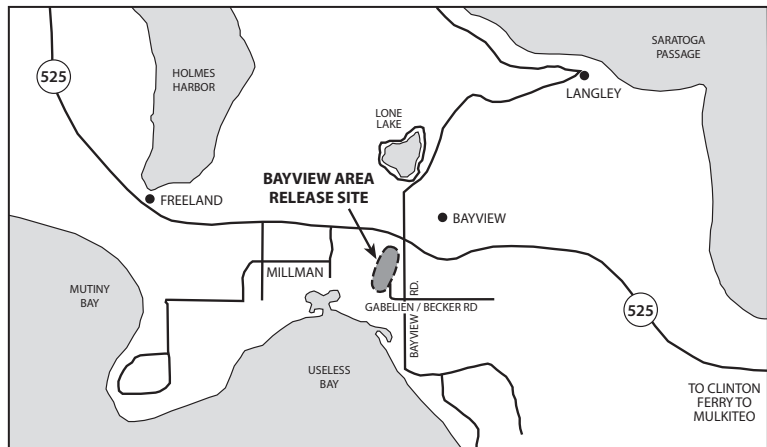 SARATOGA
PASSAGE
525
HOLMES
HARBOR
LANGLEY
LONE
LAKE
BAYVIEW AREA
RELEASE SITE
FREELAND
BAYVIEW
MILLMAN
MUTINY
BAY
GABELIEN / BECKER RD
BAYVIEW RD.
525
USELESS
BAY
TO CLINTON
FERRY TO
MULKITEO